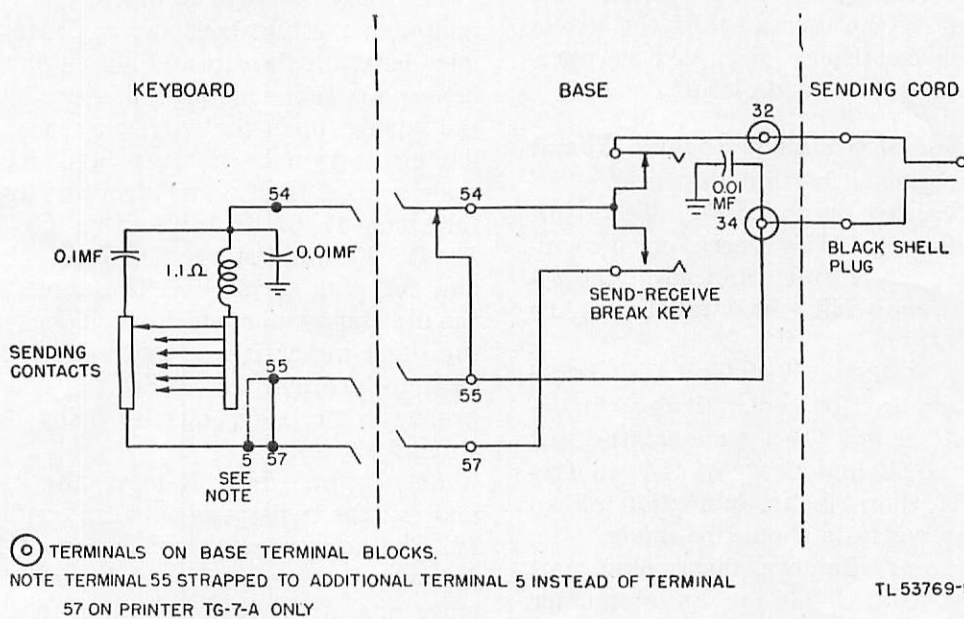 KEYBOARD
BASE
SENDING CORD
32
54
54
0.01
MF
34
0.1MF
1.1Ω
0.01MF
BLACK SHELL
PLUG
SEND-RECEIVE
BREAK KEY
SENDING
CONTACTS
55
55
5
57
57
SEE
NOTE
TERMINALS ON BASE TERMINAL BLOCKS.
NOTE TERMINAL 55 STRAPPED TO ADDITIONAL TERMINAL 5 INSTEAD OF TERMINAL
57 ON PRINTER TG-7-A ONLY
TL 53769-